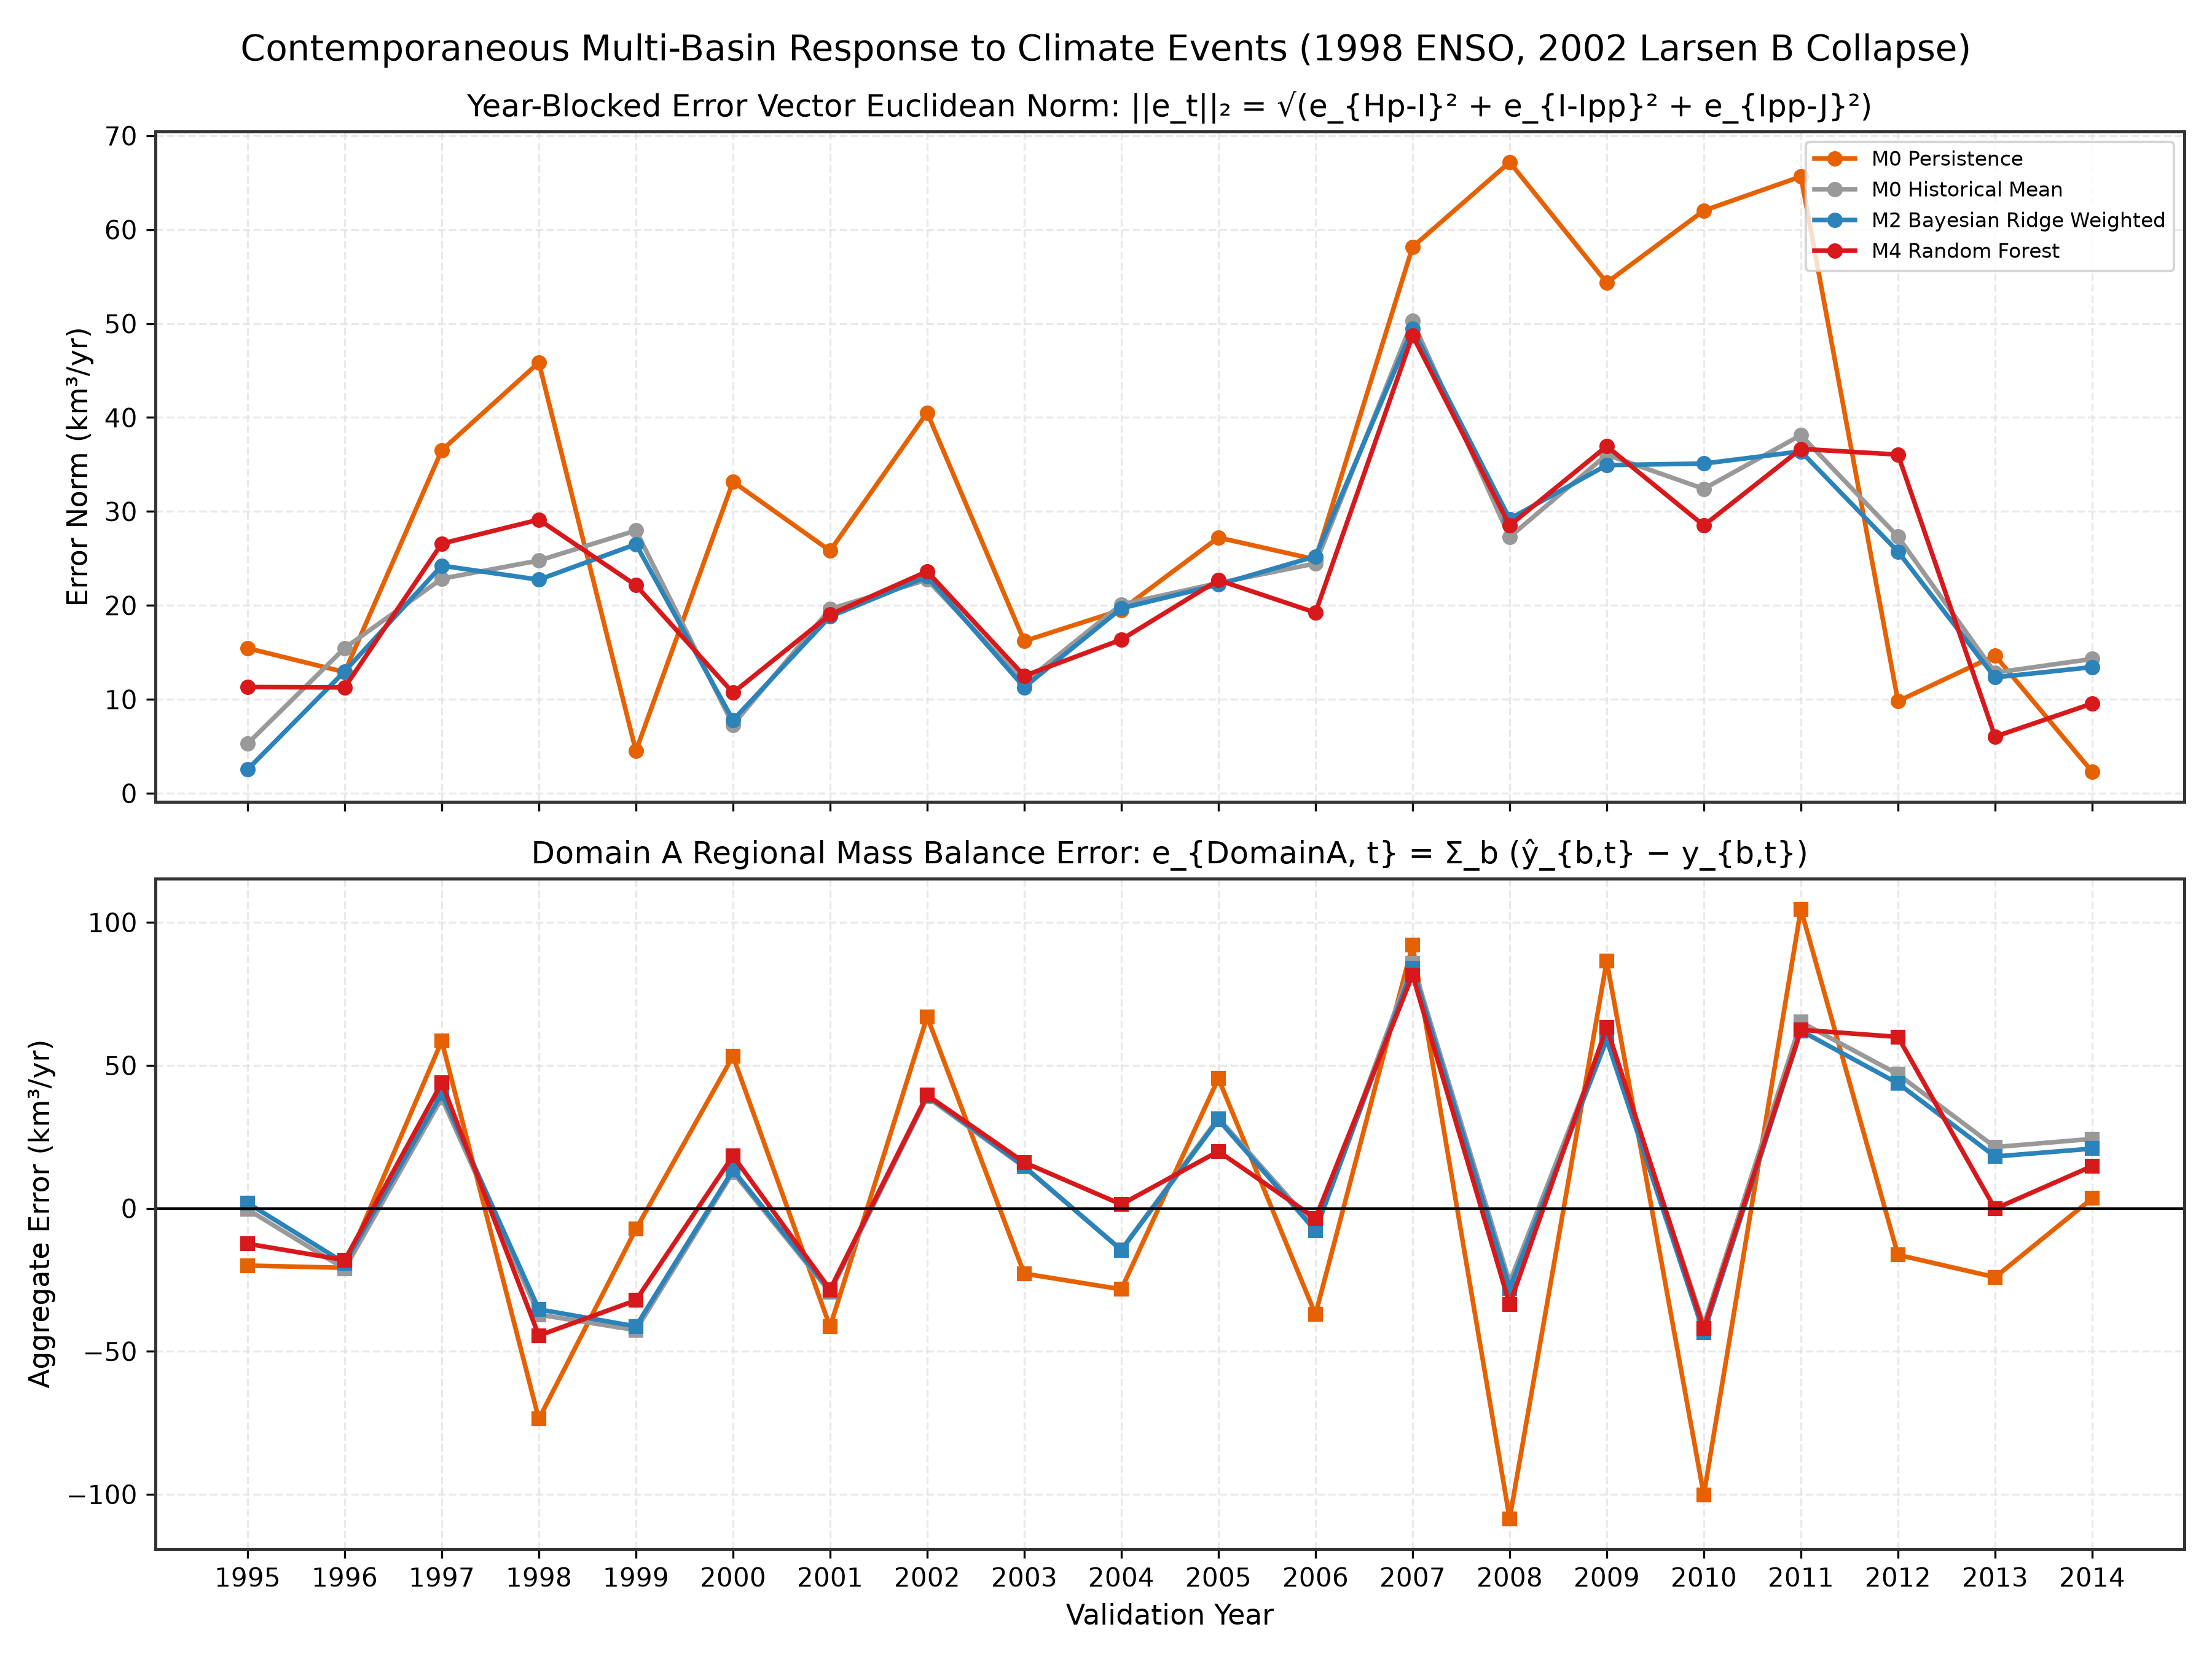 Contemporaneous Multi-Basin Response to Climate Events (1998 ENSO, 2002 Larsen B Collapse)
Year-Blocked Error Vector Euclidean Norm: ||e_t||₂ = √(e_{Hp-I}² + e_{I-Ipp}² + e_{Ipp-J}²)
70
60
50
40
30
20
10
0
Error Norm (km³/yr)
M0 Persistence
M0 Historical Mean
M2 Bayesian Ridge Weighted
M4 Random Forest
Domain A Regional Mass Balance Error: e_{DomainA, t} = Σ_b (ŷ_{b,t} − y_{b,t})
100
50
0
−50
−100
Aggregate Error (km³/yr)
1995 1996 1997 1998 1999 2000 2001 2002 2003 2004 2005 2006 2007 2008 2009 2010 2011 2012 2013 2014
Validation Year